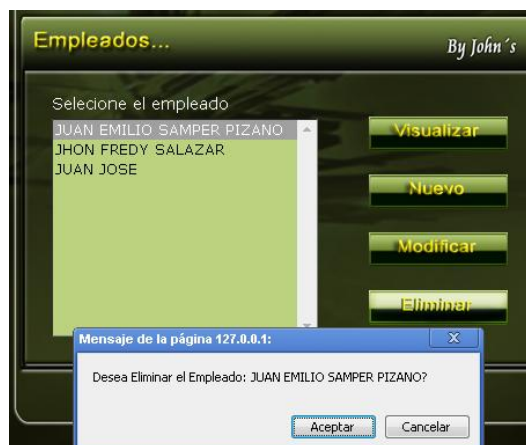 Empleados...
By John´s
Selecione el empleado
JUAN EMILIO SAMPER PIZANO
JHON FREDY SALAZAR
JUAN JOSE
Visualizar
Nuevo
Modificar
Eliminar
Mensaje de la página 127.0.0.1:
X
Desea Eliminar el Empleado: JUAN EMILIO SAMPER PIZANO?
Aceptar
Cancelar